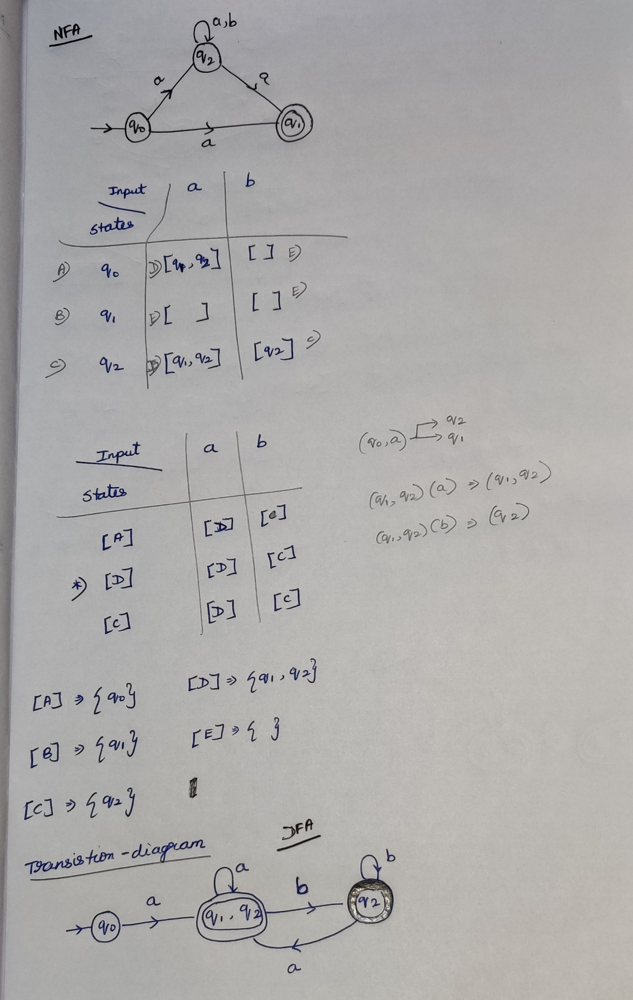 NFA
a,b
q2
a a
q0 q1
a
Input a b
States
A) q0 D) [q1, q2] [ ] E)
B) q1 E) [ ] [ ] E)
C) q2 D) [q1, q2] [q2] C)
(q0, a) → q2
→ q1
Input a b
States
(q1, q2) (a) ⇒ (q1, q2)
[A] [D] [e]
(q1, q2) (b) ⇒ (q2)
*) [D] [D] [C]
[C] [D] [C]
[A] ⇒ {q0} [D] ⇒ {q1, q2}
[B] ⇒ {q1} [E] ⇒ { }
[C] ⇒ {q2}
DFA
Transistion - diagram
a b
a b
q0 q1, q2 q2
a